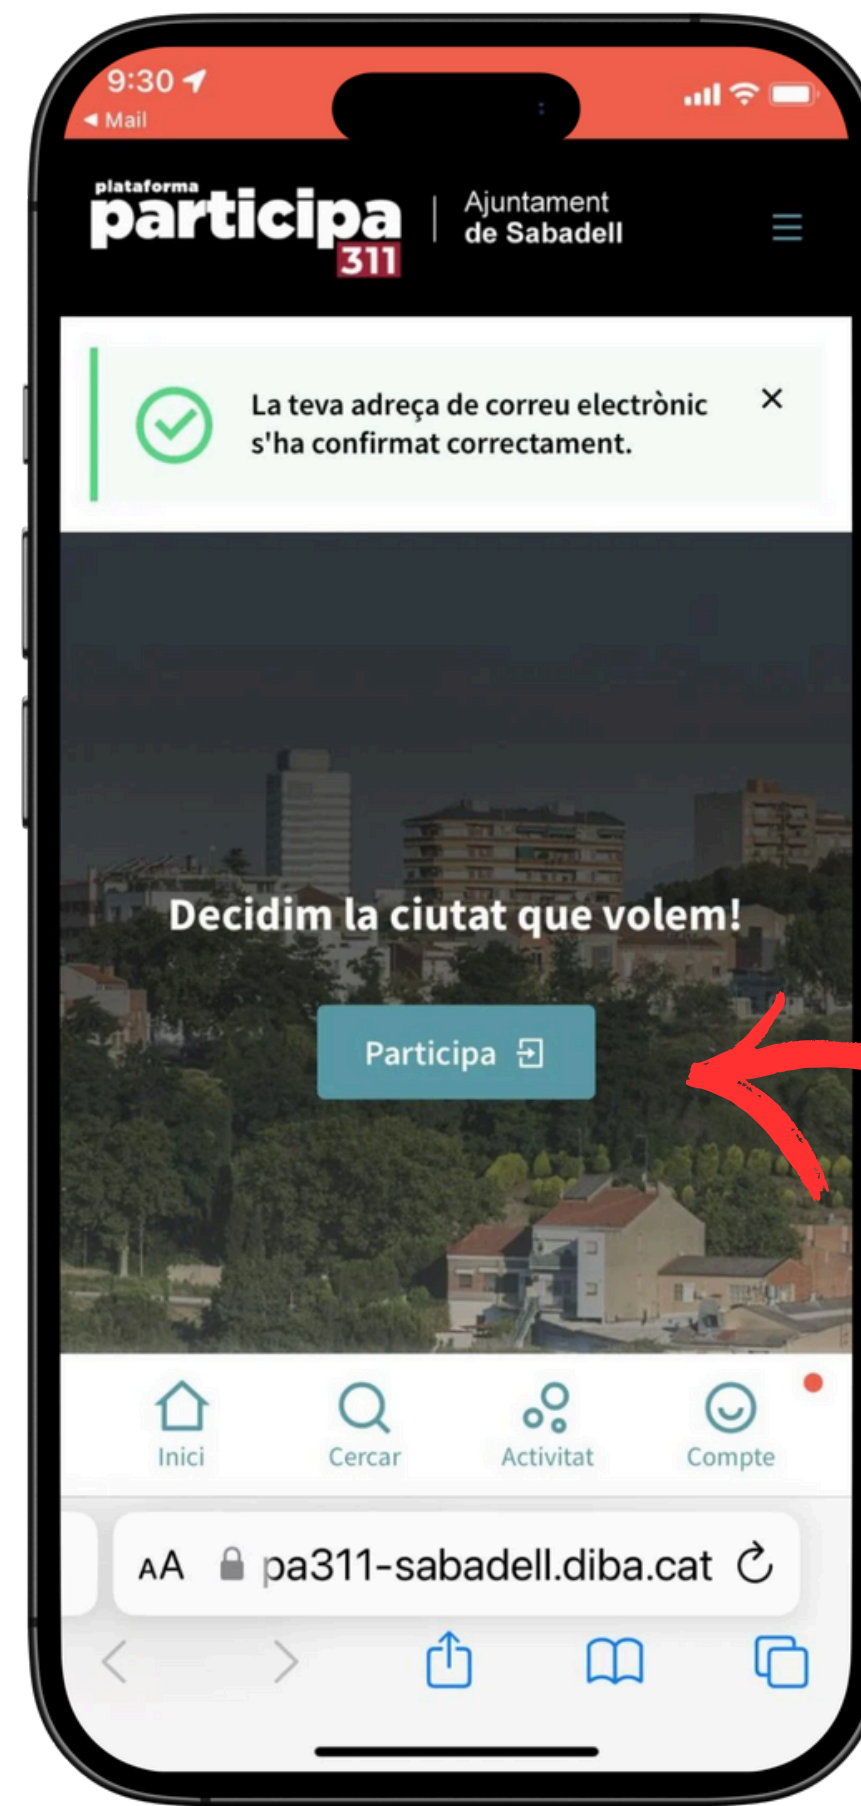 9:30
◀ Mail
plataforma
participa
311
Ajuntament
de Sabadell
La teva adreça de correu electrònic
s'ha confirmat correctament.
Decidim la ciutat que volem!
Participa
Inici
Cercar
Activitat
Compte
AA
pa311-sabadell.diba.cat